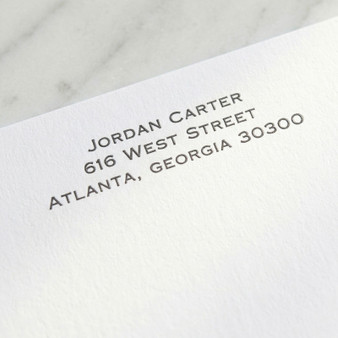 Jordan Carter
616 West Street
Atlanta, Georgia 30300